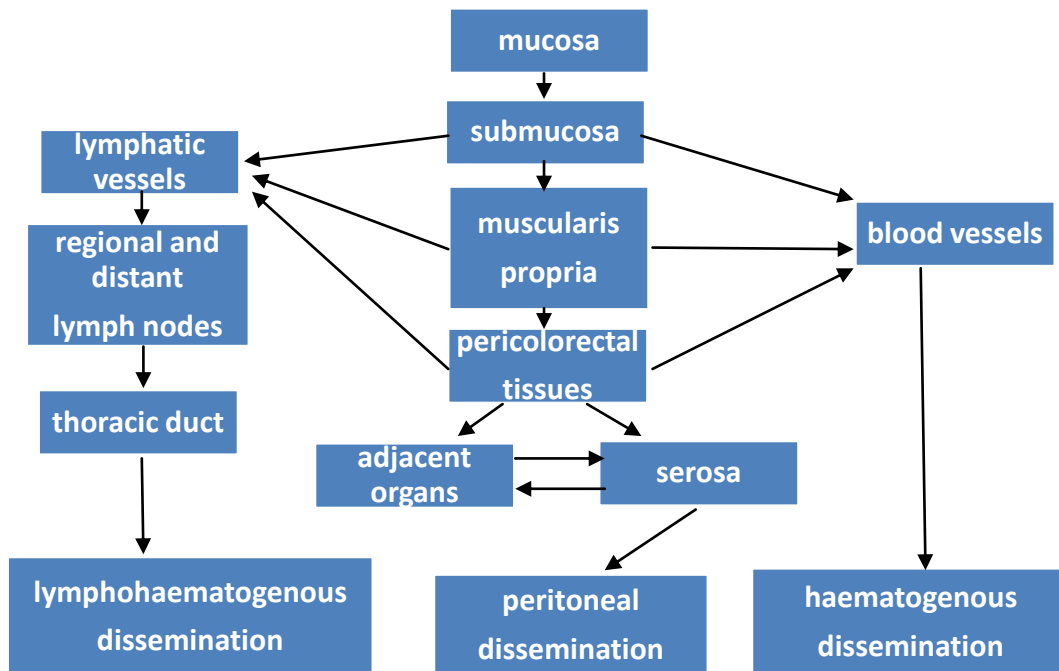 mucosa
submucosa
lymphatic
vessels
muscularis
propria
blood vessels
regional and
distant
lymph nodes
pericolorectal
tissues
thoracic duct
adjacent
organs
serosa
lymphohaematogenous
dissemination
peritoneal
dissemination
haematogenous
dissemination